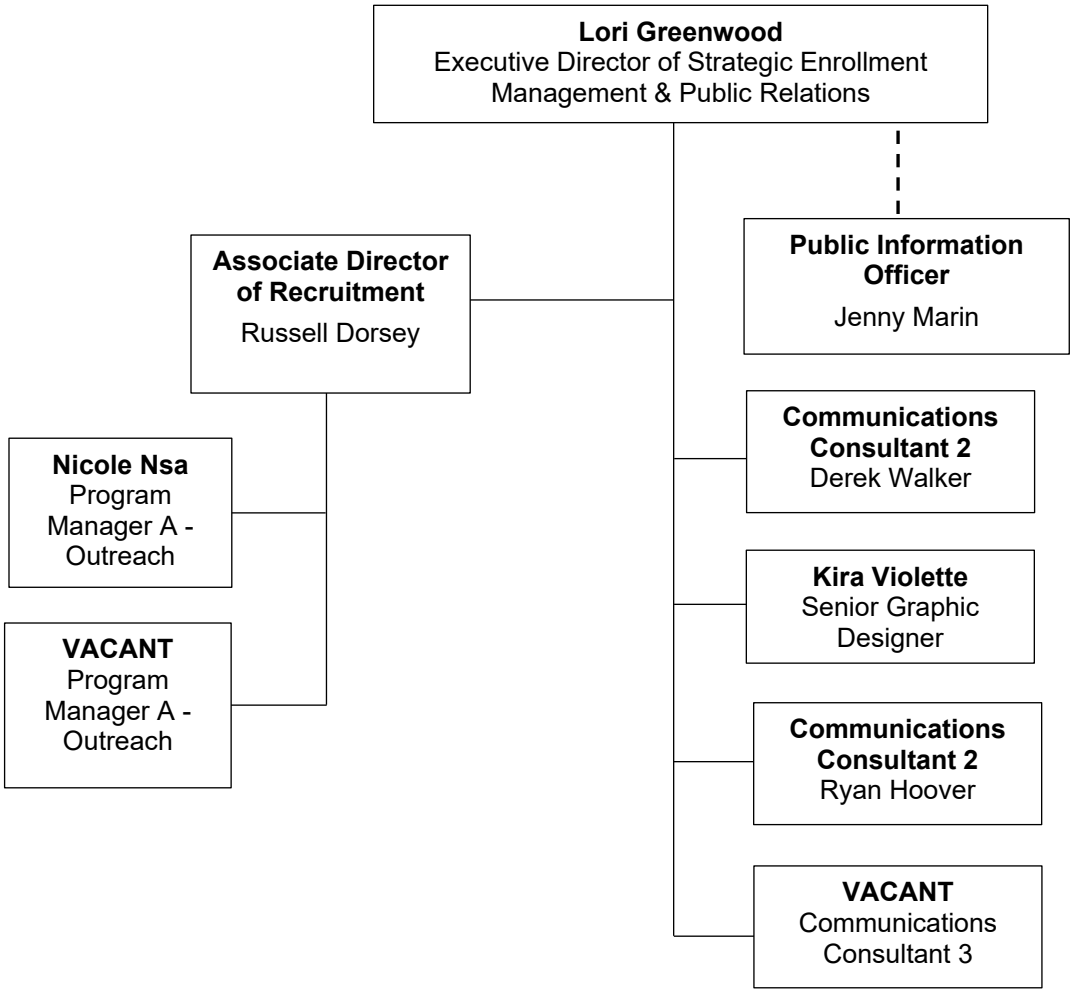 Lori Greenwood
Executive Director of Strategic Enrollment
Management & Public Relations
Associate Director
of Recruitment
Russell Dorsey
Public Information
Officer
Jenny Marin
Nicole Nsa
Program
Manager A -
Outreach
VACANT
Program
Manager A -
Outreach
Communications
Consultant 2
Derek Walker
Kira Violette
Senior Graphic
Designer
Communications
Consultant 2
Ryan Hoover
VACANT
Communications
Consultant 3